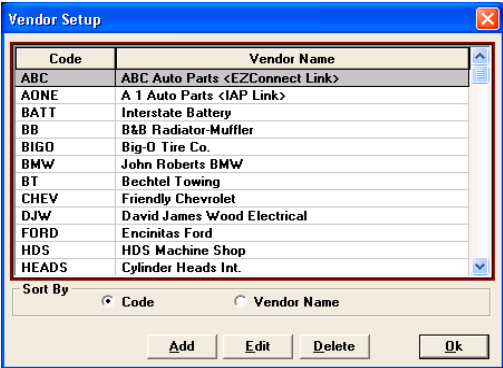 Vendor Setup
Code Vendor Name
ABC ABC Auto Parts <EZConnect Link>
AONE A 1 Auto Parts <IAP Link>
BATT Interstate Battery
BB B&B Radiator-Muffler
BIGO Big-O Tire Co.
BMW John Roberts BMW
BT Bechtel Towing
CHEV Friendly Chevrolet
DJW David James Wood Electrical
FORD Encinitas Ford
HDS HDS Machine Shop
HEADS Cylinder Heads Int.
Sort By
Code Vendor Name
Add Edit Delete Ok